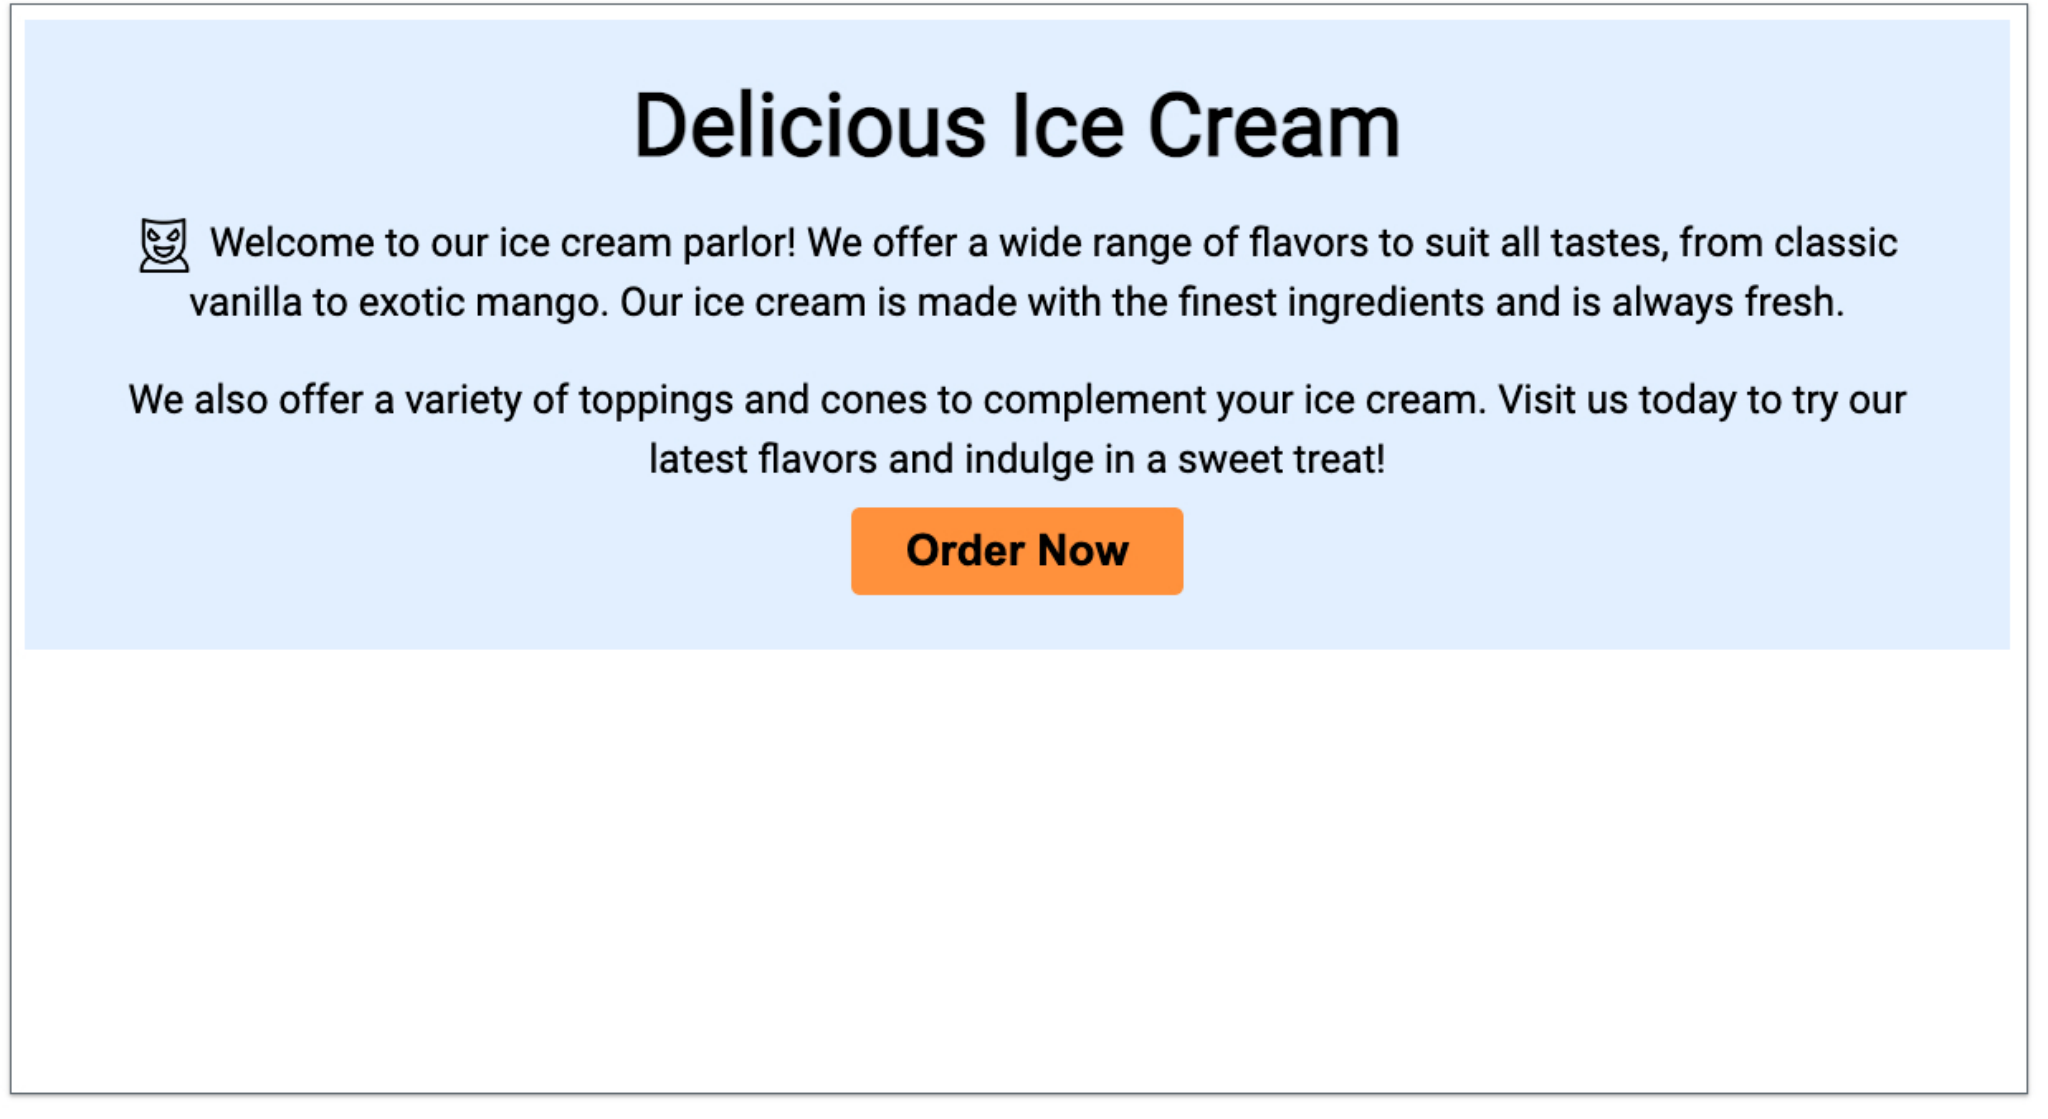 Delicious Ice Cream
Welcome to our ice cream parlor! We offer a wide range of flavors to suit all tastes, from classic
vanilla to exotic mango. Our ice cream is made with the finest ingredients and is always fresh.
We also offer a variety of toppings and cones to complement your ice cream. Visit us today to try our
latest flavors and indulge in a sweet treat!
Order Now